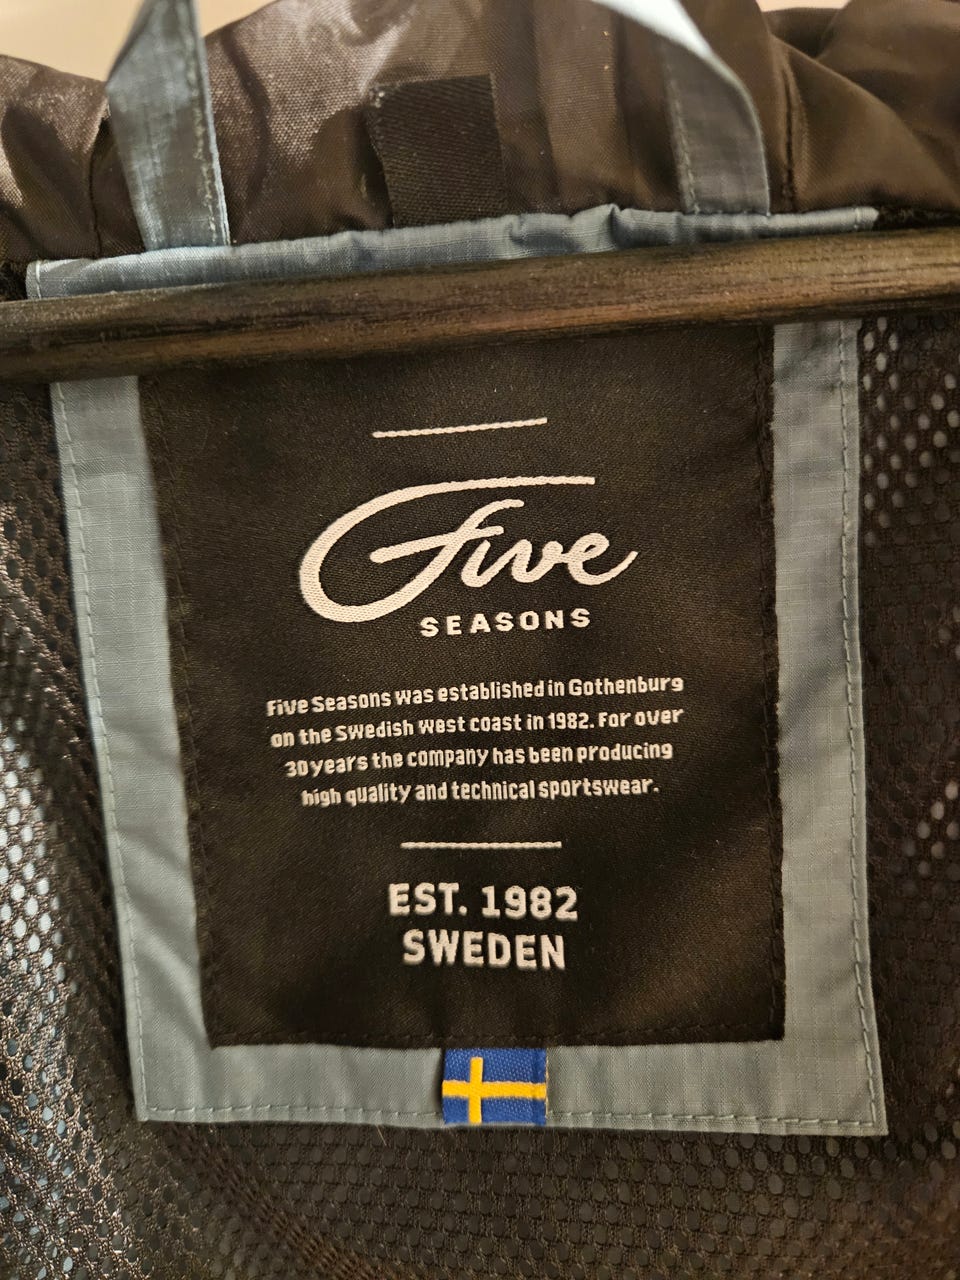 Five
SEASONS
Five Seasons was established in Gothenburg
on the Swedish west coast in 1982. For over
30 years the company has been producing
high quality and technical sportswear.
EST. 1982
SWEDEN